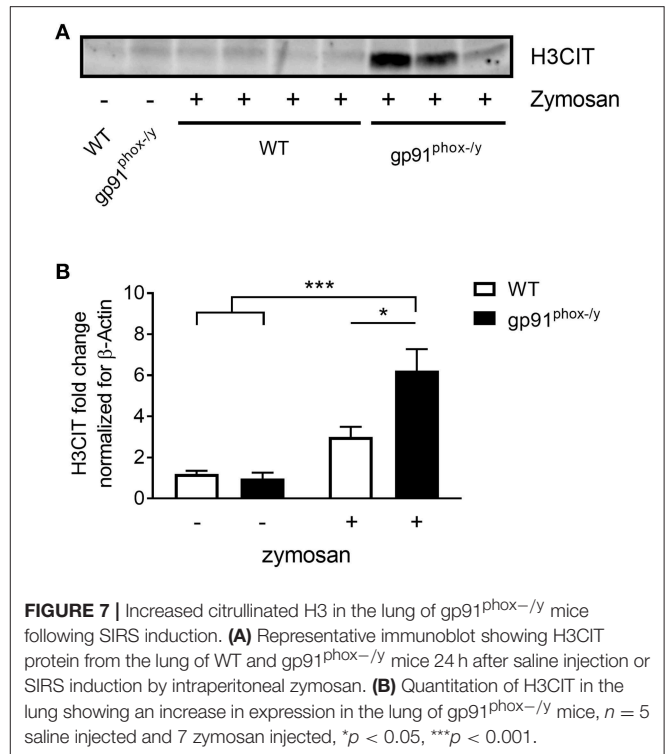 A
H3CIT
- - + + + + + + + Zymosan
WT gp91phox-/y WT gp91phox-/y
B
*** 
*
WT
gp91phox-/y
10
8
6
4
2
0
H3CIT fold change
normalized for β-Actin
- - + +
zymosan
FIGURE 7 | Increased citrullinated H3 in the lung of gp91phox−/y mice
following SIRS induction. (A) Representative immunoblot showing H3CIT
protein from the lung of WT and gp91phox−/y mice 24 h after saline injection or
SIRS induction by intraperitoneal zymosan. (B) Quantitation of H3CIT in the
lung showing an increase in expression in the lung of gp91phox−/y mice, n = 5
saline injected and 7 zymosan injected, *p < 0.05, ***p < 0.001.